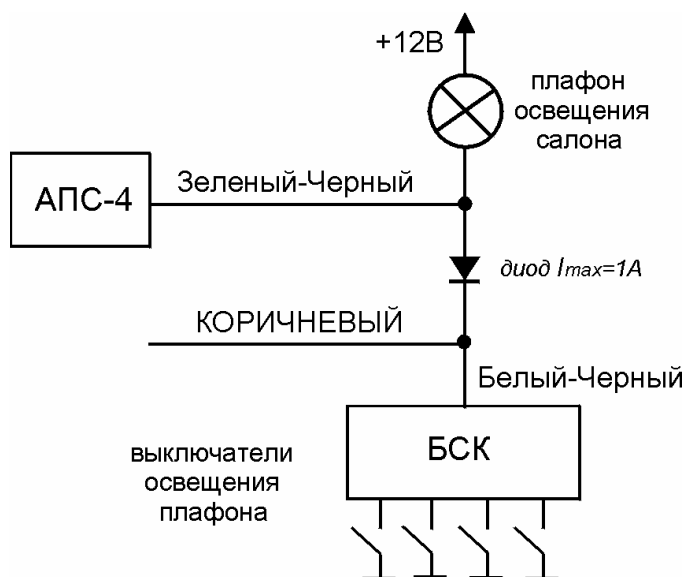 +12В
плафон
освещения
салона
Зеленый-Черный
АПС-4
диод Imax=1A
КОРИЧНЕВЫЙ
Белый-Черный
БСК
выключатели
освещения
плафона